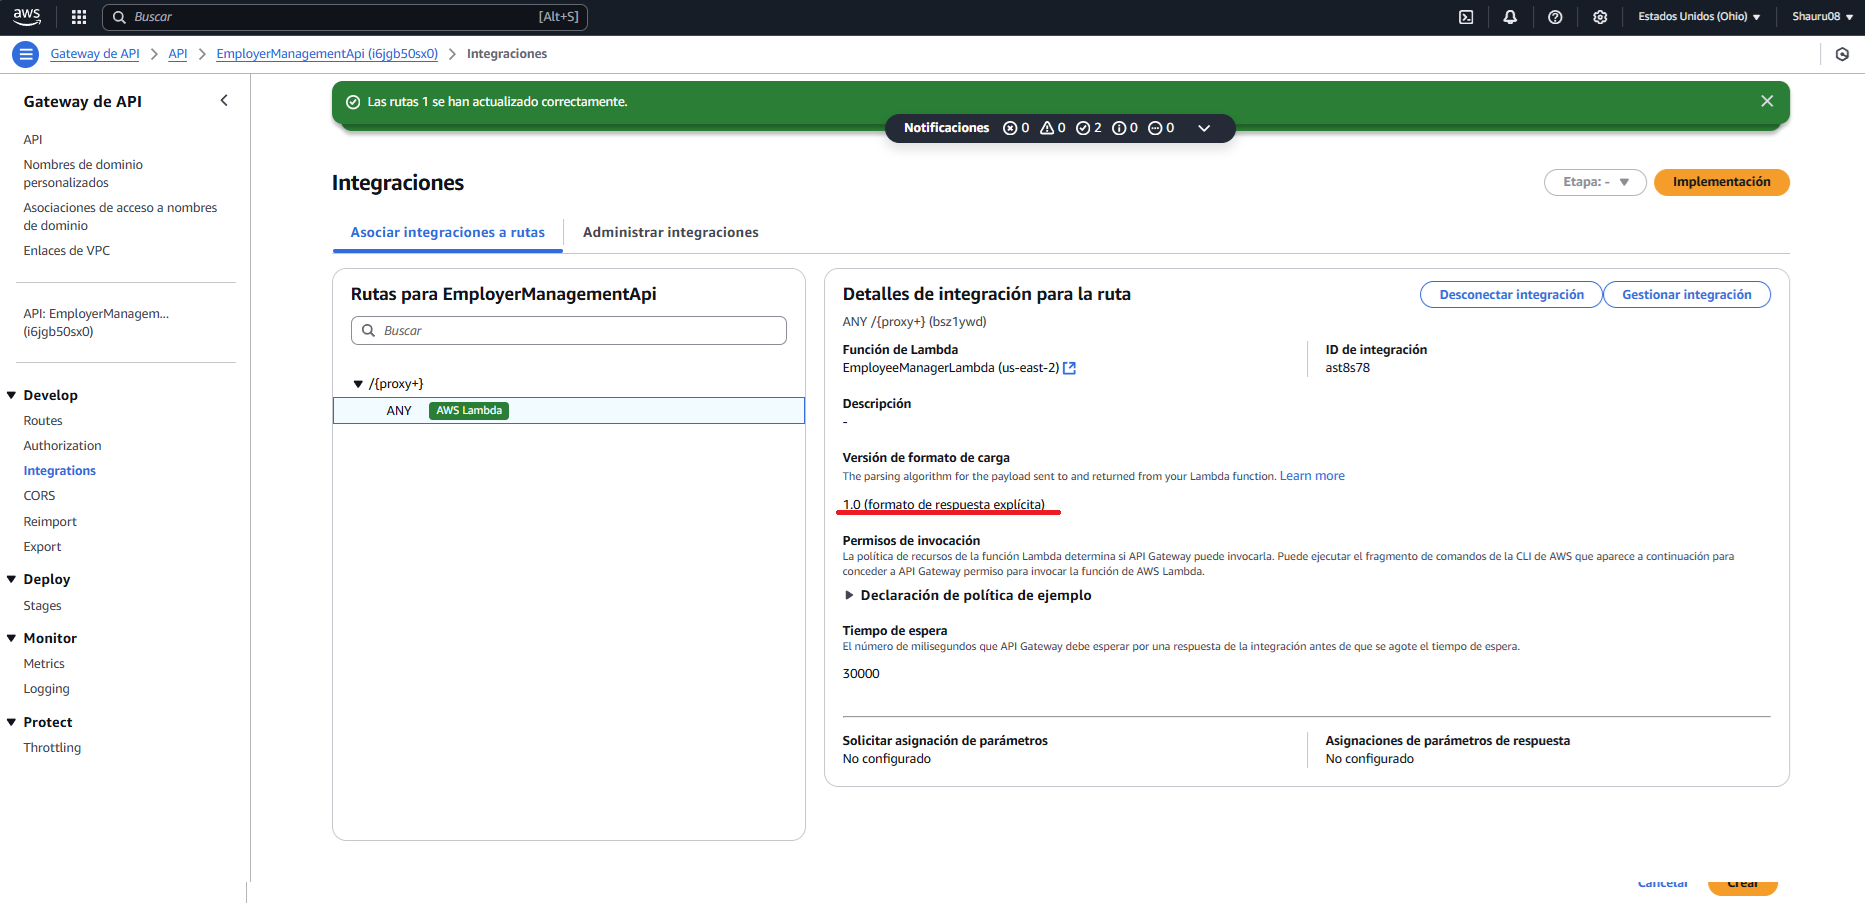 aws
Buscar
[Alt+S]
Estados Unidos (Ohio)
Shauru08
Gateway de API
API
EmployerManagementApi (i6jgb50sx0)
Integraciones
Gateway de API
API
Nombres de dominio
personalizados
Asociaciones de acceso a nombres
de dominio
Enlaces de VPC
API: EmployerManagem...
(i6jgb50sx0)
Develop
Routes
Authorization
Integrations
CORS
Reimport
Export
Deploy
Stages
Monitor
Metrics
Logging
Protect
Throttling
Las rutas 1 se han actualizado correctamente.
Notificaciones 0 0 2 0 0
Integraciones
Etapa: -
Implementación
Asociar integraciones a rutas
Administrar integraciones
Rutas para EmployerManagementApi
Buscar
/{proxy+}
ANY AWS Lambda
Detalles de integración para la ruta
Desconectar integración
Gestionar integración
ANY /{proxy+} (bsz1ywd)
Función de Lambda
EmployeeManagerLambda (us-east-2)
ID de integración
ast8s78
Descripción
-
Versión de formato de carga
The parsing algorithm for the payload sent to and returned from your Lambda function. Learn more
1.0 (formato de respuesta explícita)
Permisos de invocación
La política de recursos de la función Lambda determina si API Gateway puede invocarla. Puede ejecutar el fragmento de comandos de la CLI de AWS que aparece a continuación para
conceder a API Gateway permiso para invocar la función de AWS Lambda.
Declaración de política de ejemplo
Tiempo de espera
El número de milisegundos que API Gateway debe esperar por una respuesta de la integración antes de que se agote el tiempo de espera.
30000
Solicitar asignación de parámetros
No configurado
Asignaciones de parámetros de respuesta
No configurado
Cancelar
Crear